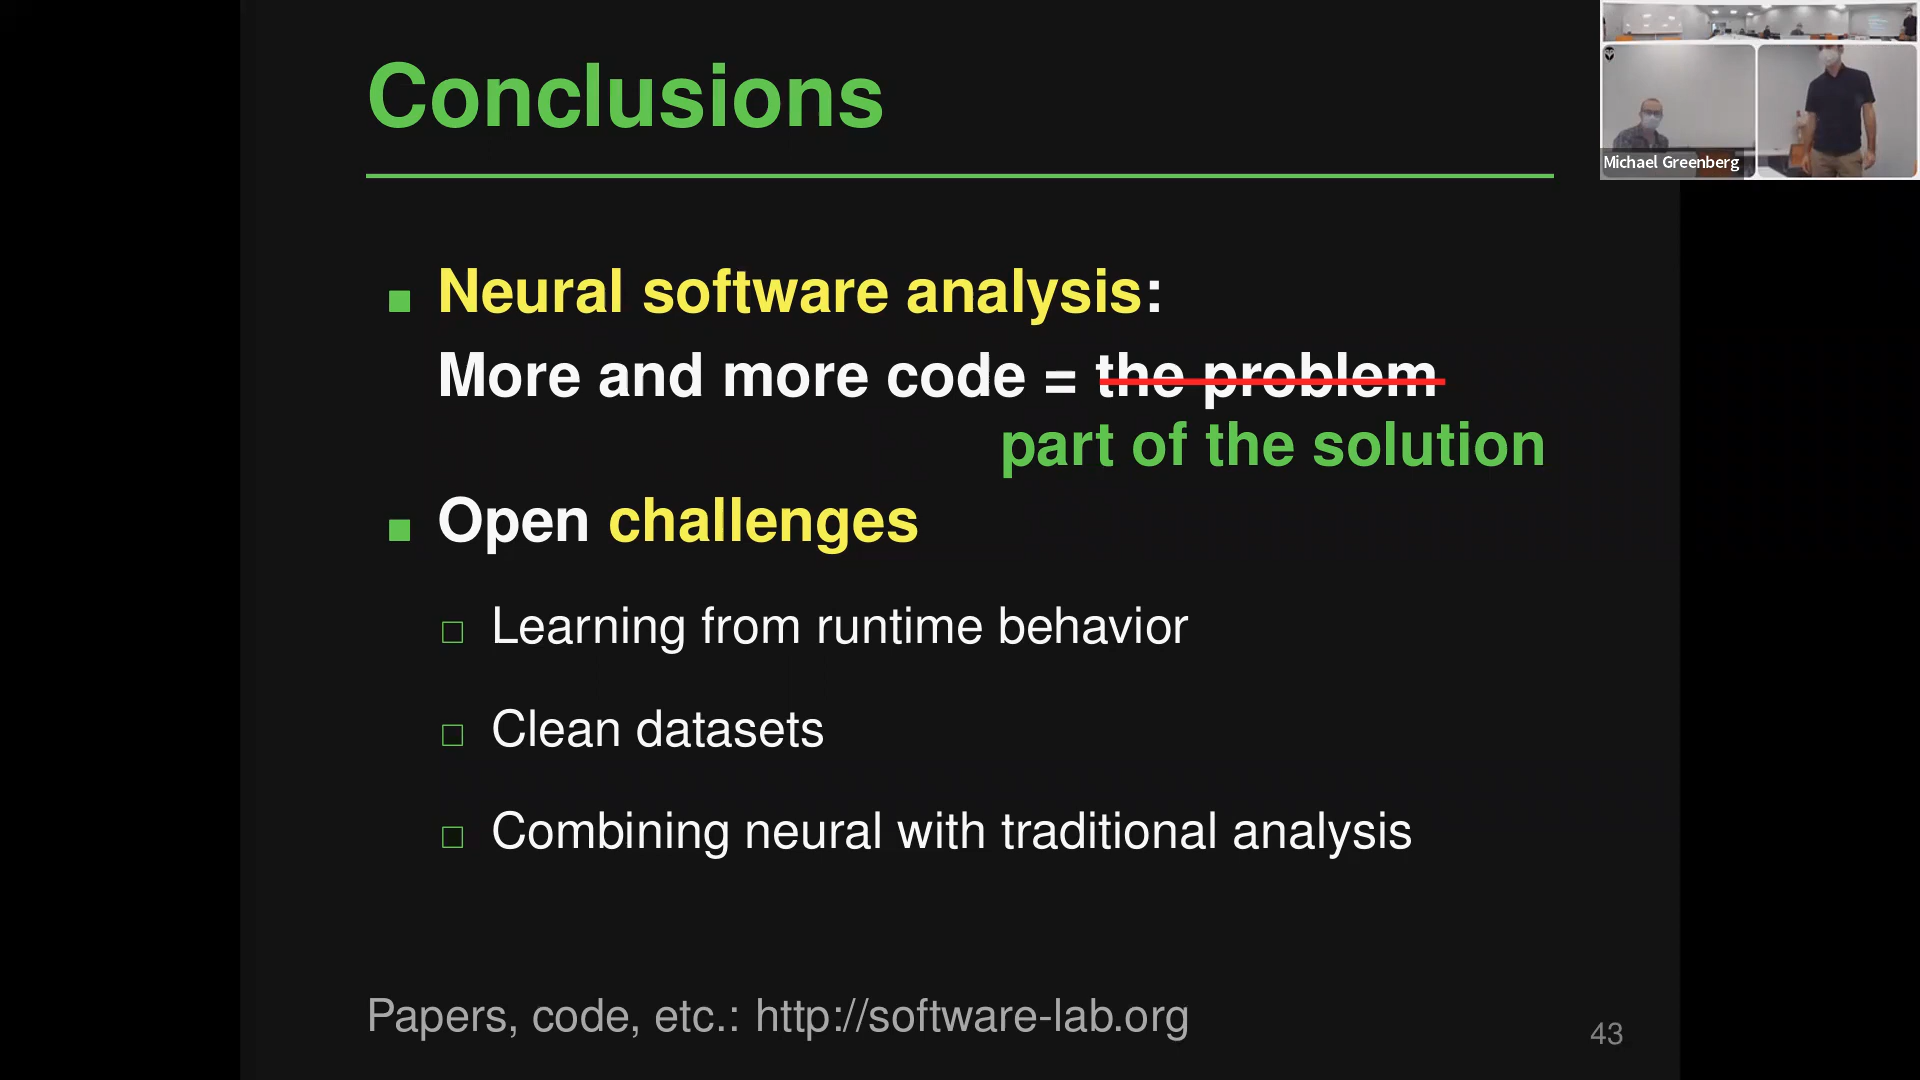 Conclusions
Neural software analysis:
More and more code = the problem
part of the solution
Open challenges
Learning from runtime behavior
Clean datasets
Combining neural with traditional analysis
Papers, code, etc.: http://software-lab.org
43
Michael Greenberg